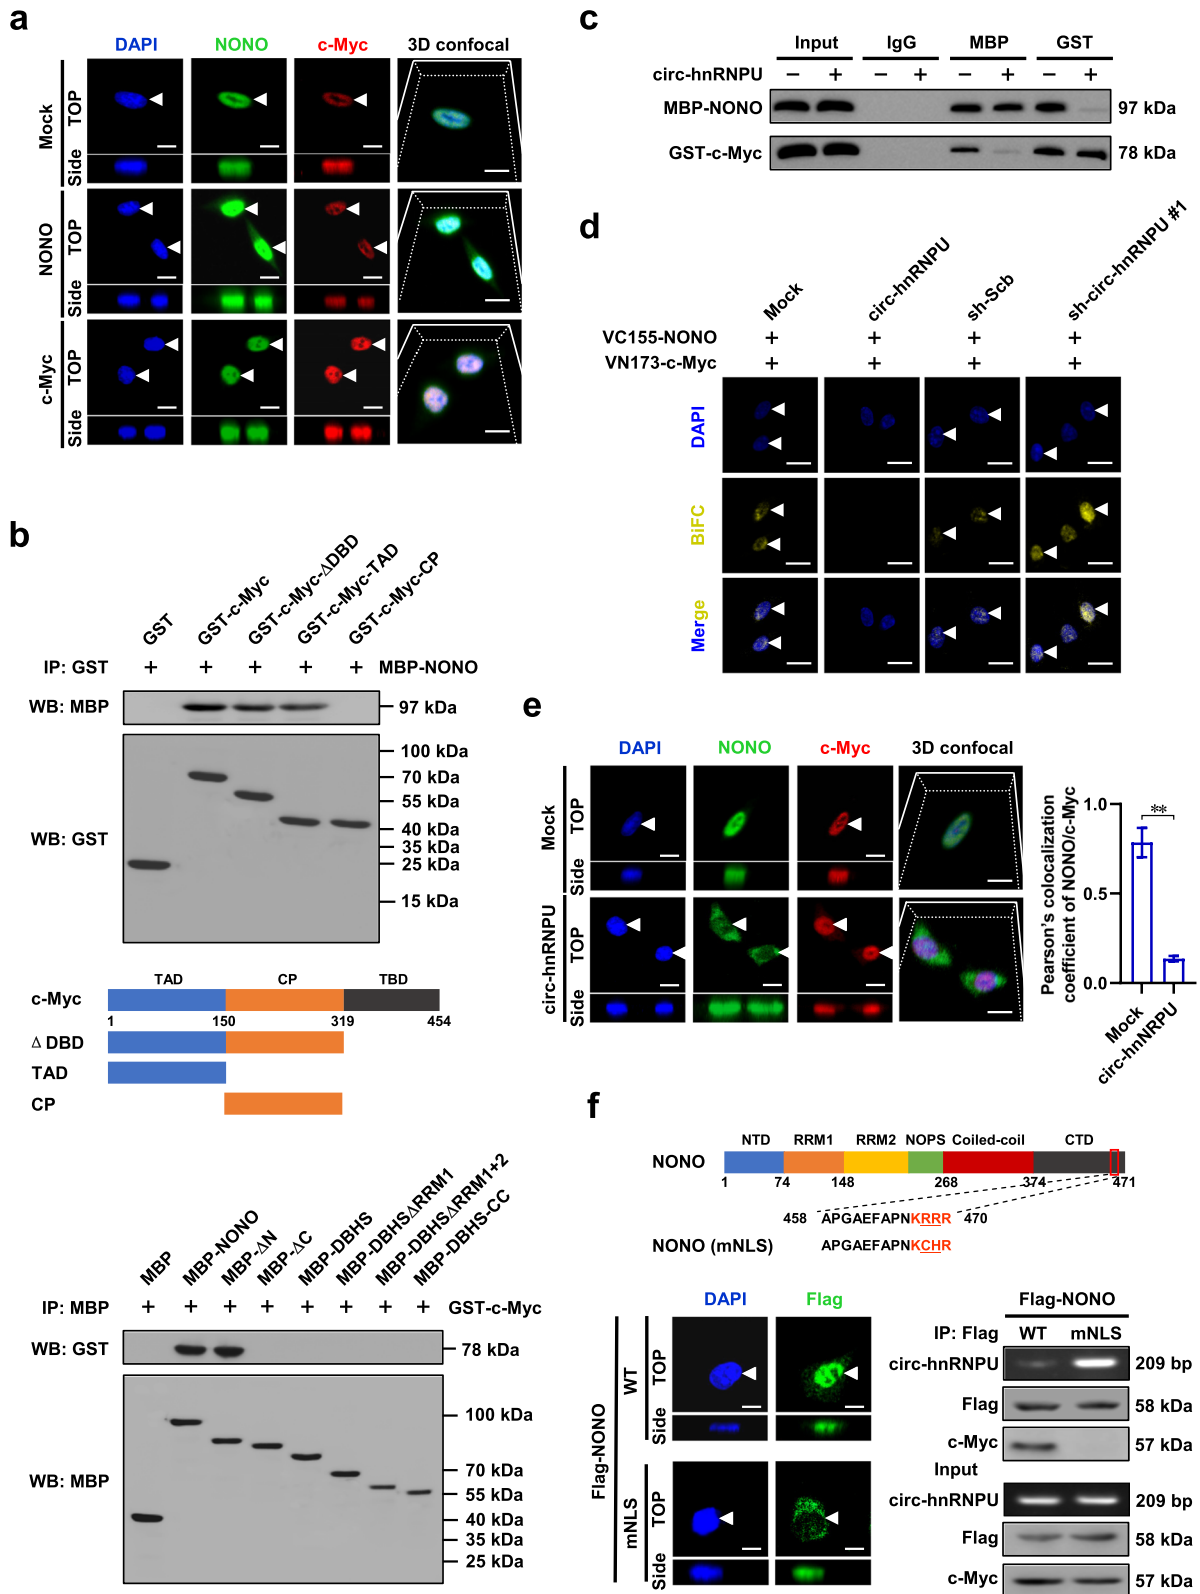 a
DAPI NONO c-Myc 3D confocal
Mock
TOP
Side
NONO
TOP
Side
c-Myc
TOP
Side
b
GST GST-c-Myc GST-c-Myc-ΔDBD GST-c-Myc-TAD GST-c-Myc-CP
IP: GST + + + + + MBP-NONO
WB: MBP 97 kDa
WB: GST
100 kDa
70 kDa
55 kDa
40 kDa
35 kDa
25 kDa
15 kDa
TAD CP TBD
c-Myc
1 150 319 454
Δ DBD
TAD
CP
MBP MBP-NONO MBP-ΔN MBP-ΔC MBP-DBHS MBP-DBHSΔRRM1 MBP-DBHSΔRRM1+2 MBP-DBHS-CC
IP: MBP + + + + + + + + GST-c-Myc
WB: GST 78 kDa
WB: MBP
100 kDa
70 kDa
55 kDa
40 kDa
35 kDa
25 kDa
c
Input IgG MBP GST
circ-hnRNPU − + − + − + − +
MBP-NONO 97 kDa
GST-c-Myc 78 kDa
d
Mock circ-hnRNPU sh-Scb sh-circ-hnRNPU #1
VC155-NONO + + + +
VN173-c-Myc + + + +
DAPI
BiFC
Merge
e
DAPI NONO c-Myc 3D confocal
Mock
TOP
Side
circ-hnRNPU
TOP
Side
Pearson's colocalization
coefficient of NONO/c-Myc
1.0
0.5
0.0
**
Mock
circ-hnNRPU
f
NTD RRM1 RRM2 NOPS Coiled-coil CTD
NONO
1 74 148 268 374 471
458 APGAEFAPNKRRR 470
NONO (mNLS) APGAEFAPNKCHR
DAPI Flag
Flag-NONO
WT
TOP
Side
mNLS
TOP
Side
Flag-NONO
IP: Flag WT mNLS
circ-hnRNPU 209 bp
Flag 58 kDa
c-Myc 57 kDa
Input
circ-hnRNPU 209 bp
Flag 58 kDa
c-Myc 57 kDa